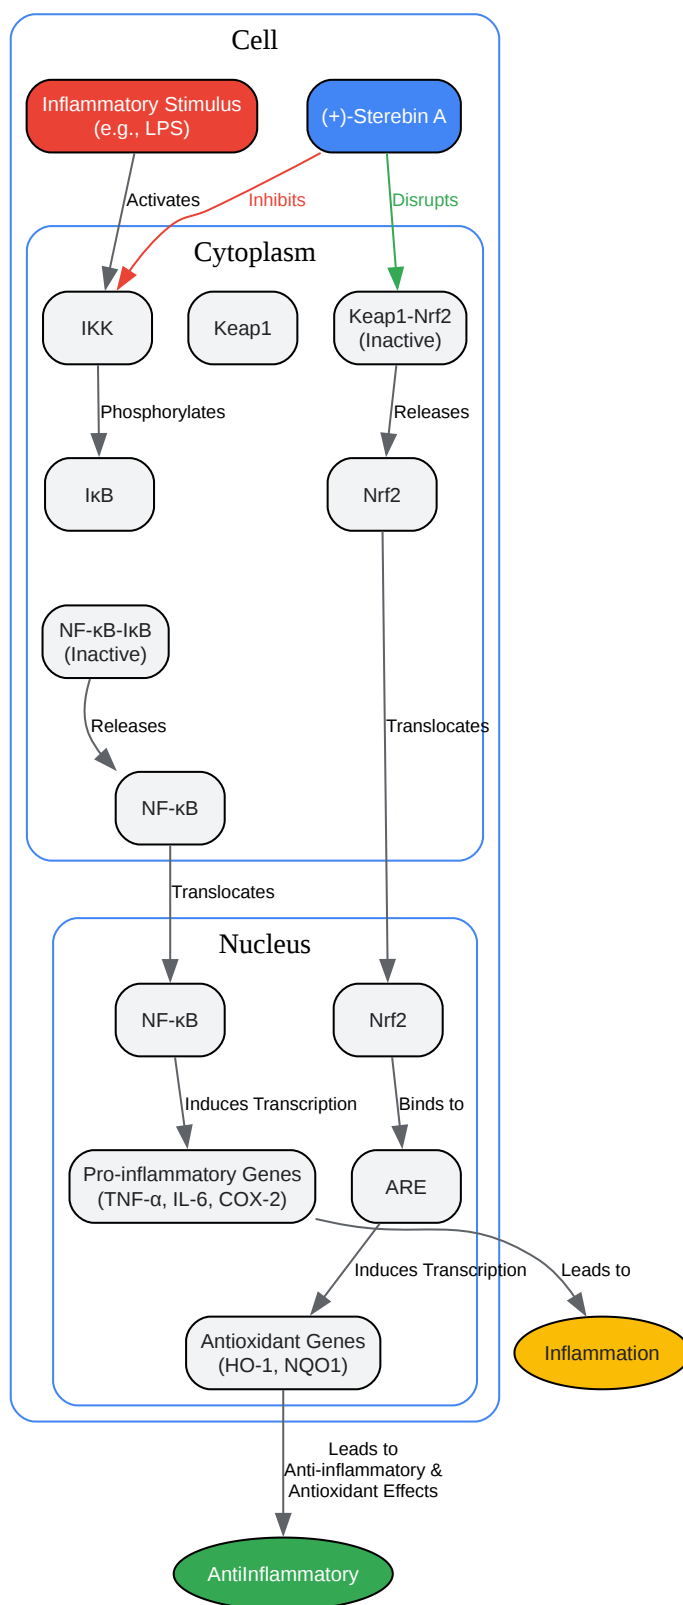 Cell
Inflammatory Stimulus
(e.g., LPS)
(+)-Sterebin A
Activates
Inhibits
Disrupts
Cytoplasm
IKK
Keap1
Keap1-Nrf2
(Inactive)
Phosphorylates
Releases
IκB
Nrf2
NF-κB-IκB
(Inactive)
Releases
Translocates
NF-κB
Translocates
Nucleus
NF-κB
Nrf2
Induces Transcription
Binds to
Pro-inflammatory Genes
(TNF-α, IL-6, COX-2)
ARE
Induces Transcription
Leads to
Antioxidant Genes
(HO-1, NQO1)
Inflammation
Leads to
Anti-inflammatory &
Antioxidant Effects
AntiInflammatory